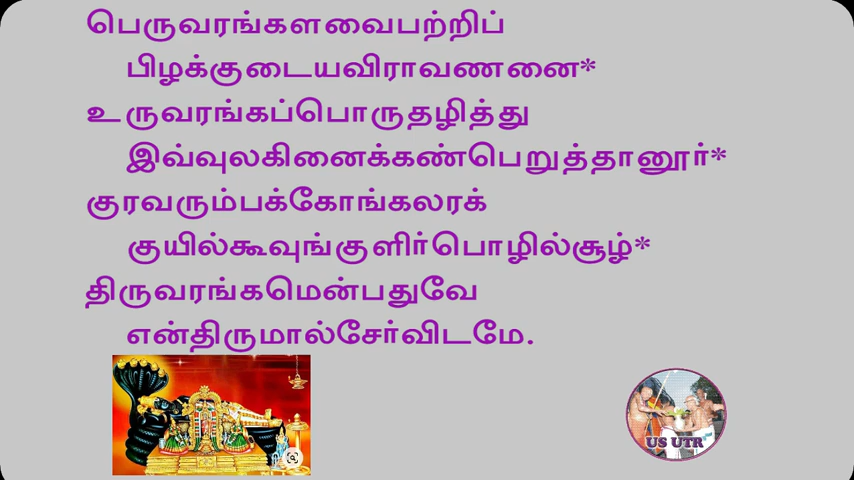 பெருவரங்களவைபற்றிப்
பிழக்குடையவிராவணனை*
உருவரங்கப்பொருதழித்து
இவ்வுலகினைக்கண்பெறுத்தானூர்*
குரவரும்பக்கோங்கலரக்
குயில்கூவுங்குளிர்பொழில்சூழ்*
திருவரங்கமென்பதுவே
என்திருமால்சேர்விடமே.
US UTR